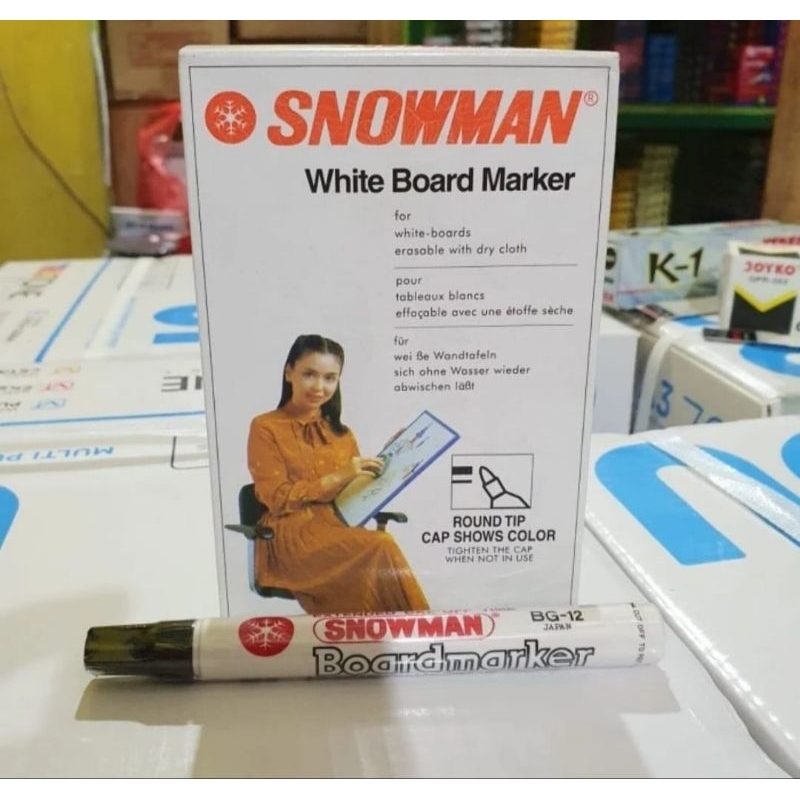 SNOWMAN®
White Board Marker
for
white-boards
erasable with dry cloth
pour
tableaux blancs
effoçable avec une étoffe sèche
für
wei ße Wandtafeln
sich ohne Wasser wieder
abwischen läßt
ROUND TIP
CAP SHOWS COLOR
TIGHTEN THE CAP
WHEN NOT IN USE
SNOWMAN
BG-12
JAPAN
Boardmarker
K-1
JOYKO
MULTI